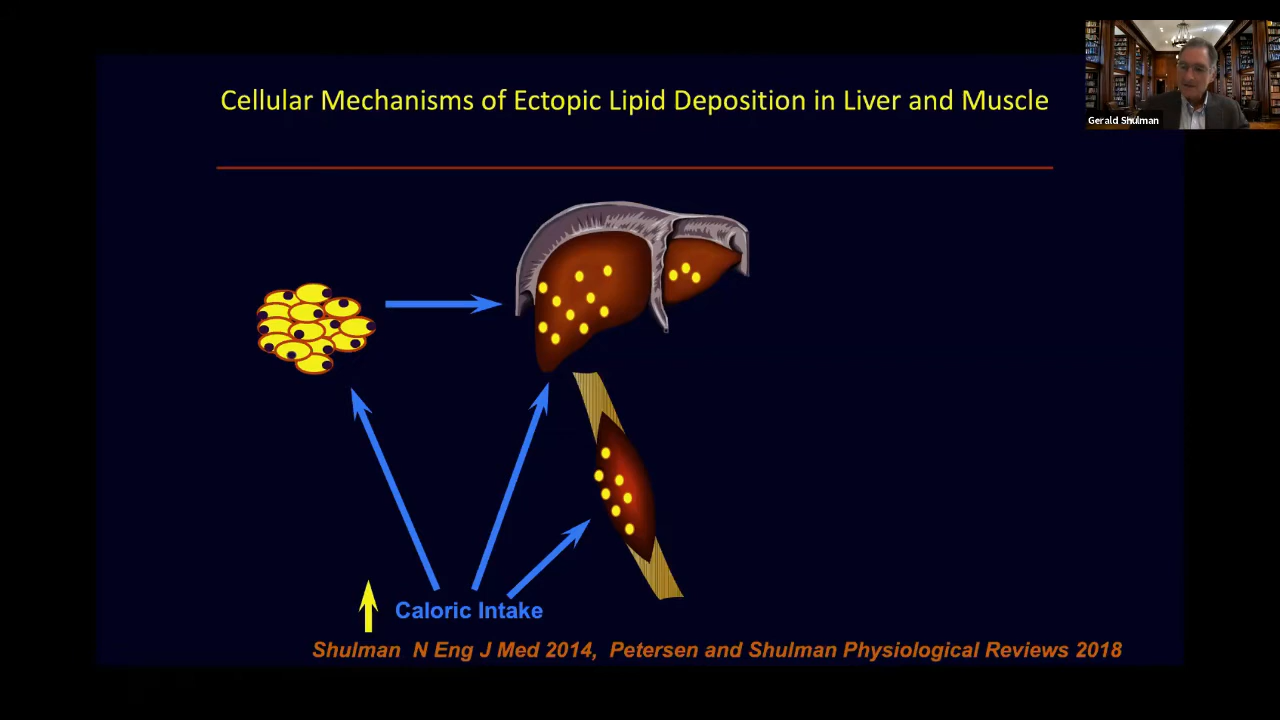 Cellular Mechanisms of Ectopic Lipid Deposition in Liver and Muscle
Gerald Shulman
Caloric Intake
Shulman N Eng J Med 2014, Petersen and Shulman Physiological Reviews 2018